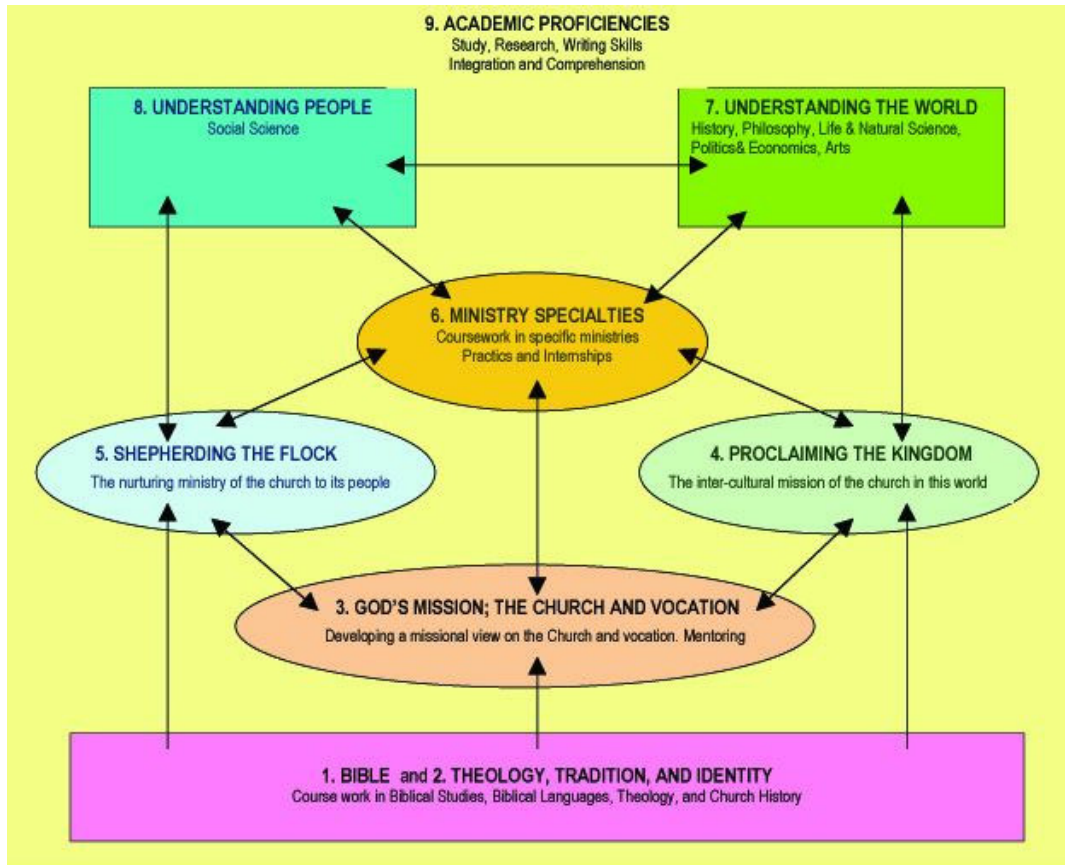 9. ACADEMIC PROFICIENCIES
Study, Research, Writing Skills
Integration and Comprehension
8. UNDERSTANDING PEOPLE
Social Science
7. UNDERSTANDING THE WORLD
History, Philosophy, Life & Natural Science,
Politics& Economics, Arts
6. MINISTRY SPECIALTIES
Coursework in specific ministries
Practics and Internships
5. SHEPHERDING THE FLOCK
The nurturing ministry of the church to its people
4. PROCLAIMING THE KINGDOM
The inter-cultural mission of the church in this world
3. GOD'S MISSION; THE CHURCH AND VOCATION
Developing a missional view on the Church and vocation. Mentoring
1. BIBLE and 2. THEOLOGY, TRADITION, AND IDENTITY
Course work in Biblical Studies, Biblical Languages, Theology, and Church History